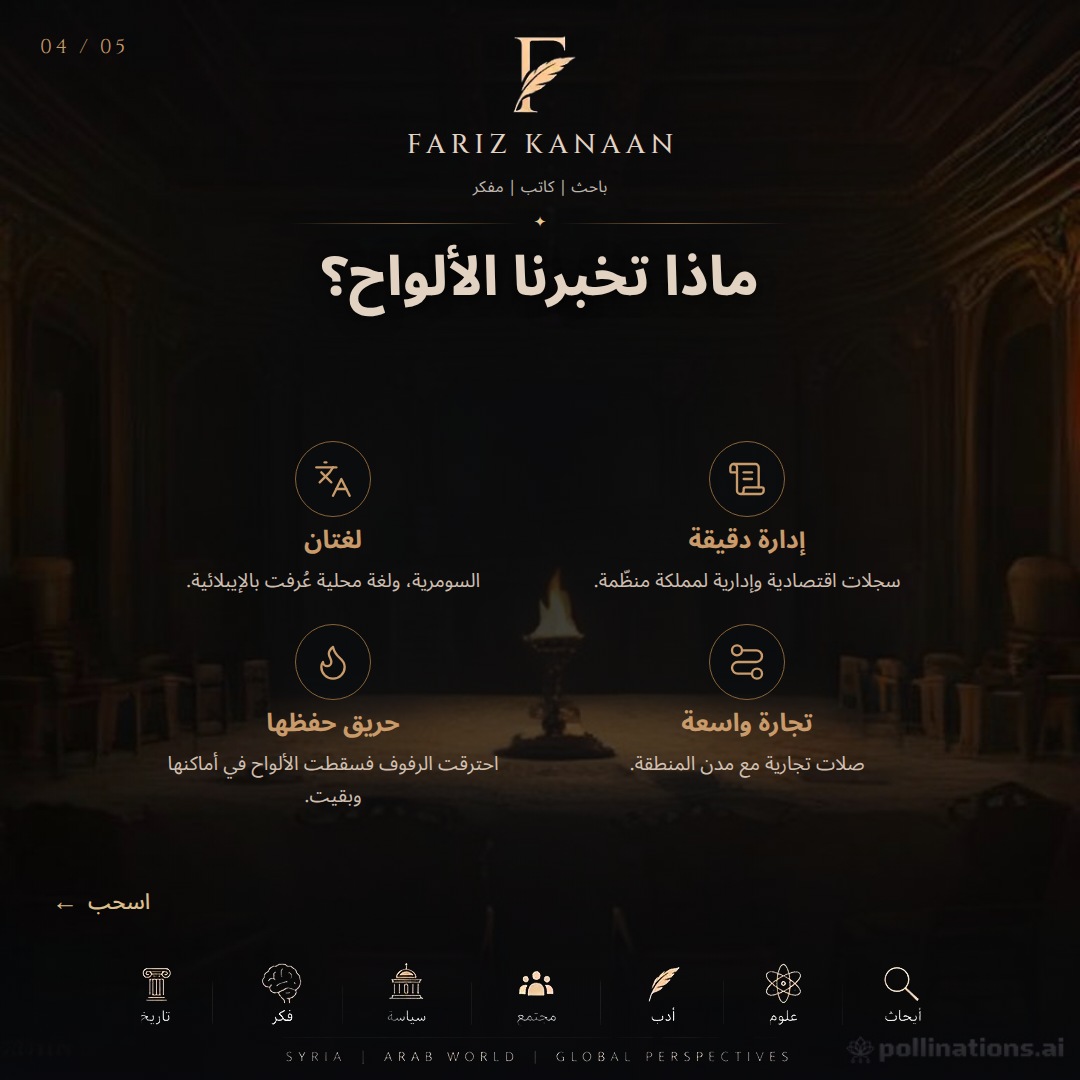 04 / 05
F
FARIZ KANAAN
باحث | كاتب | مفكر
ماذا تخبرنا الألواح؟
إدارة دقيقة
سجلات اقتصادية وإدارية لمملكة منظّمة.
لغتان
السومرية، ولغة محلية عُرفت بالإيبلائية.
تجارة واسعة
صلات تجارية مع مدن المنطقة.
حريق حفظها
احترقت الرفوف فسقطت الألواح في أماكنها
وبقيت.
اسحب ←
أبحاث
علوم
أدب
مجتمع
سياسة
فكر
تاريخ
SYRIA | ARAB WORLD | GLOBAL PERSPECTIVES
pollinations.ai